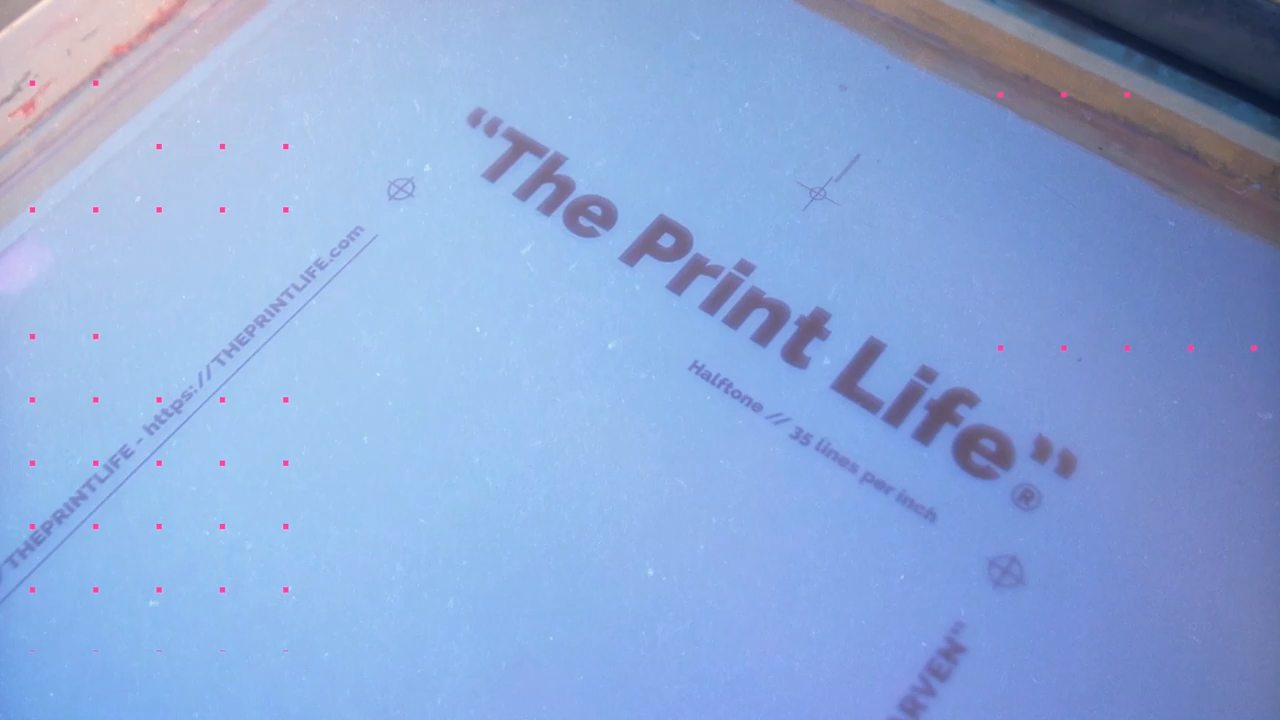 “The Print Life”
®
Halftone // 35 lines per inch
/ THEPRINTLIFE - https://THEPRINTLIFE.com